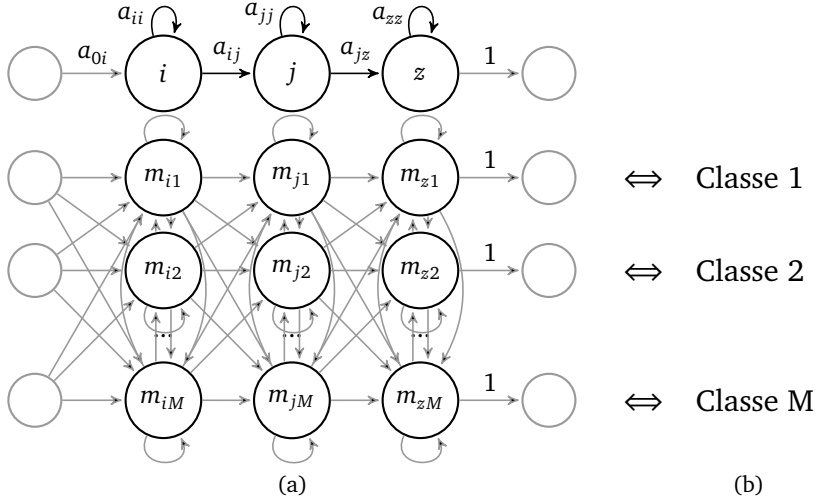 a_{ii} a_{jj} a_{zz}
a_{0i} a_{ij} a_{jz} 1
i j z
1
m_{i1} m_{j1} m_{z1} ⇔ Classe 1
1
m_{i2} m_{j2} m_{z2} ⇔ Classe 2
... ... ...
1
m_{iM} m_{jM} m_{zM} ⇔ Classe M
(a) (b)